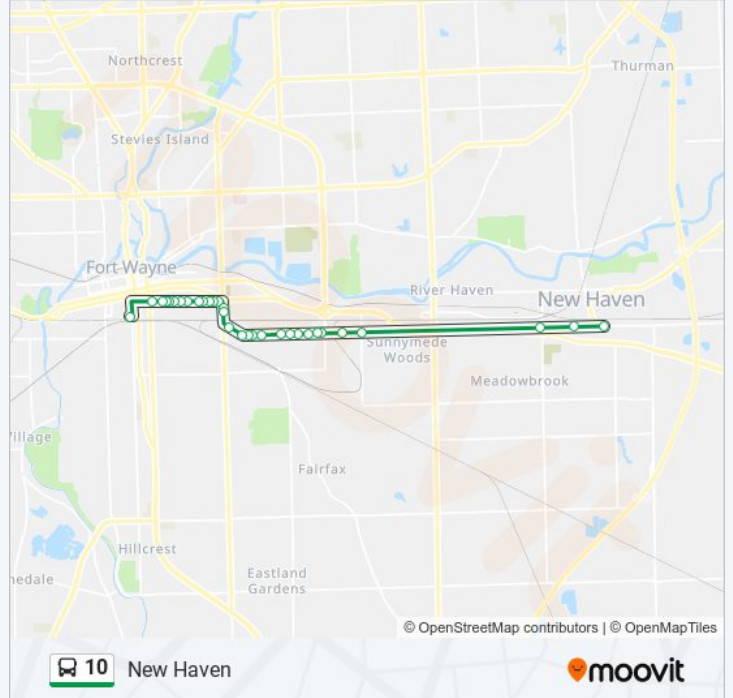 Northcrest
Thurman
Stevies Island
Fort Wayne
River Haven
New Haven
Sunnymede
Woods
Meadowbrook
Village
Fairfax
Hillcrest
Eastland
Gardens
nedale
© OpenStreetMap contributors | © OpenMapTiles
10 New Haven
moovit